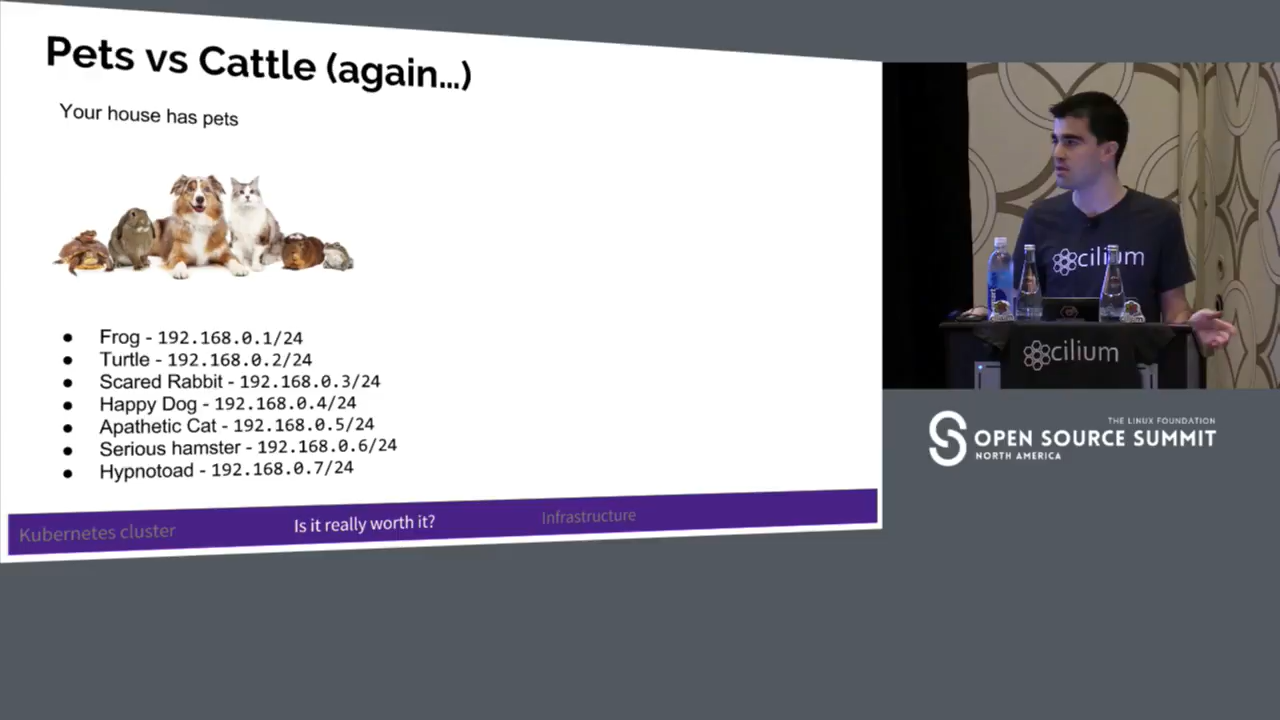 Pets vs Cattle (again...)
Your house has pets
● Frog - 192.168.0.1/24
● Turtle - 192.168.0.2/24
● Scared Rabbit - 192.168.0.3/24
● Happy Dog - 192.168.0.4/24
● Apathetic Cat - 192.168.0.5/24
● Serious hamster - 192.168.0.6/24
● Hypnotoad - 192.168.0.7/24
Kubernetes cluster
Is it really worth it?
Infrastructure
cilium
cilium
THE LINUX FOUNDATION
OPEN SOURCE SUMMIT
NORTH AMERICA